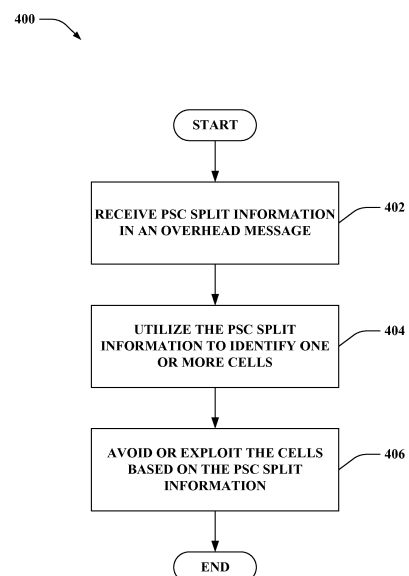 400
START
RECEIVE PSC SPLIT INFORMATION
IN AN OVERHEAD MESSAGE
402
UTILIZE THE PSC SPLIT
INFORMATION TO IDENTIFY ONE
OR MORE CELLS
404
AVOID OR EXPLOIT THE CELLS
BASED ON THE PSC SPLIT
INFORMATION
406
END